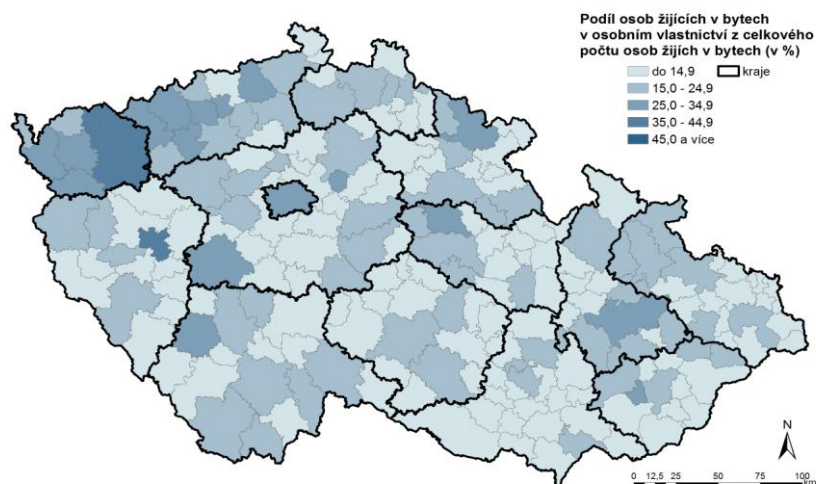 Podíl osob žijících v bytech
v osobním vlastnictví z celkového
počtu osob žijích v bytech (v %)
do 14,9 kraje
15,0 - 24,9
25,0 - 34,9
35,0 - 44,9
45,0 a více
N
0 12,5 25 50 75 100
km